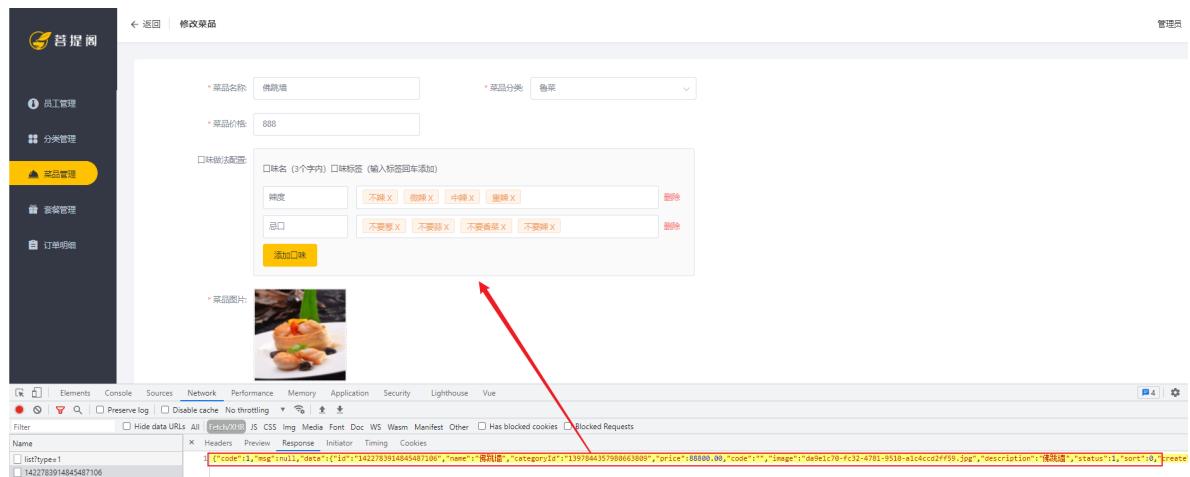 菩提阁
← 返回 修改菜品 管理员
员工管理
分类管理
菜品管理
套餐管理
订单明细
* 菜品名称: 佛跳墙 * 菜品分类: 鲁菜
* 菜品价格: 888
口味做法配置:
口味名（3个字内）口味标签（输入标签回车添加）
辣度 不辣 X 微辣 X 中辣 X 重辣 X 删除
忌口 不要葱 X 不要蒜 X 不要香菜 X 不要辣 X 删除
添加口味
* 菜品图片:
Elements Console Sources Network Performance Memory Application Security Lighthouse Vue 4
Preserve log Disable cache No throttling
Filter Hide data URLs All Fetch/XHR JS CSS Img Media Font Doc WS Wasm Manifest Other Has blocked cookies Blocked Requests
Name × Headers Preview Response Initiator Timing Cookies
list?type=1 1 {"code":1,"msg":null,"data":{"id":"1422783914845487106","name":"佛跳墙","categoryId":"1397844357980663809","price":88800.00,"code":"","image":"da9e1c70-fc32-4781-9510-a1c4ccd2ff59.jpg","description":"佛跳墙","status":1,"sort":0,"create
1422783914845487106